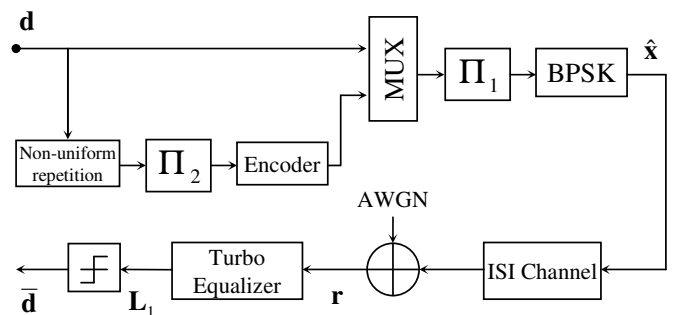 d
MUX
Π1
BPSK
x̂
Non-uniform
repetition
Π2
Encoder
AWGN
Turbo
Equalizer
ISI Channel
r
L1
d̅